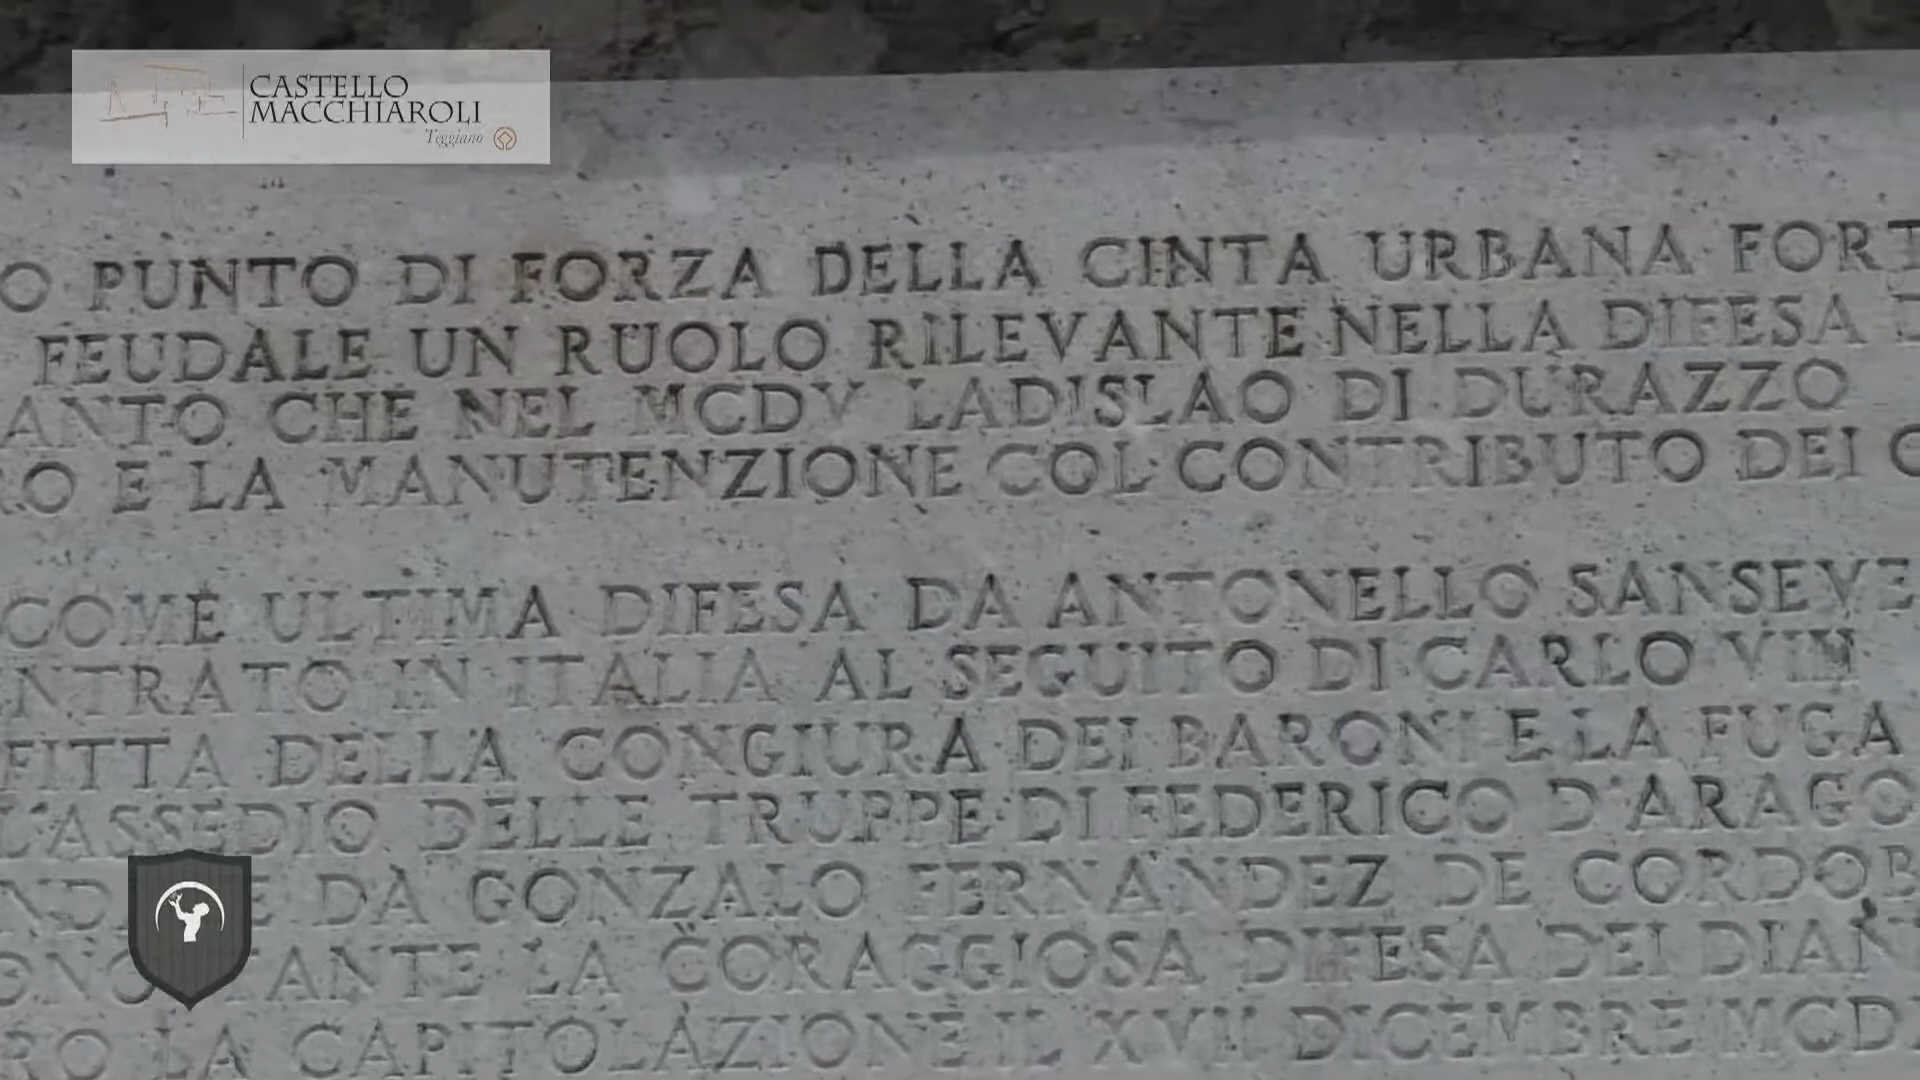 CASTELLO
MACCHIAROLI
Teggiano
PUNTO DI FORZA DELLA CINTA URBANA
FEUDALE UN RUOLO RILEVANTE NELLA DIFESA
CHE NEL MCDV LADISLAO DI DURAZZO
E LA MANUTENZIONE COL CONTRIBUTO DEI
COME ULTIMA DIFESA DA ANTONELLO
IN ITALIA AL SEGUITO DI CARLO VIII
DELLA CONGIURA DEI BARONI E LA FUGA
L'ASSEDIO DELLE TRUPPE DI FEDERICO
DA GONZALO FERNANDEZ DE
LA CORAGGIOSA DIFESA DEI
LA CAPITOLAZIONE IL XVII DICEMBRE